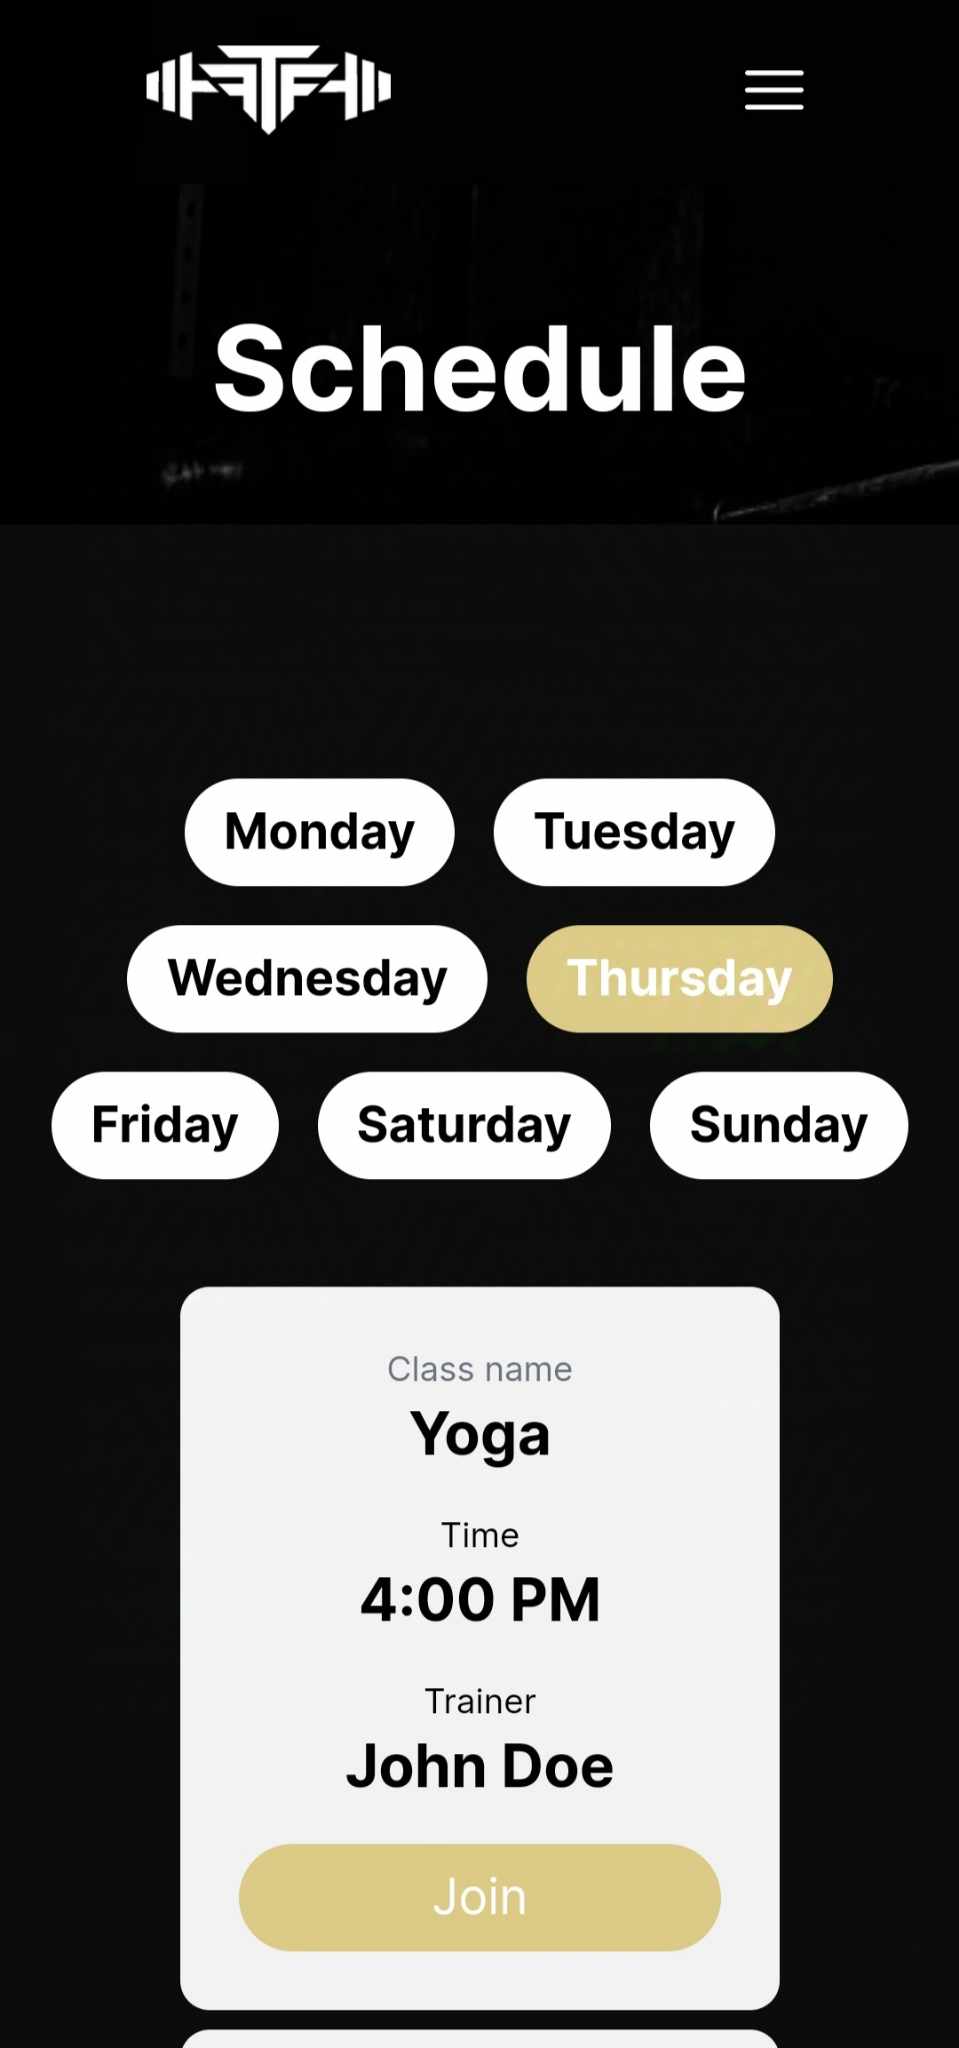 Schedule
Monday Tuesday
Wednesday Thursday
Friday Saturday Sunday
Class name
Yoga
Time
4:00 PM
Trainer
John Doe
Join